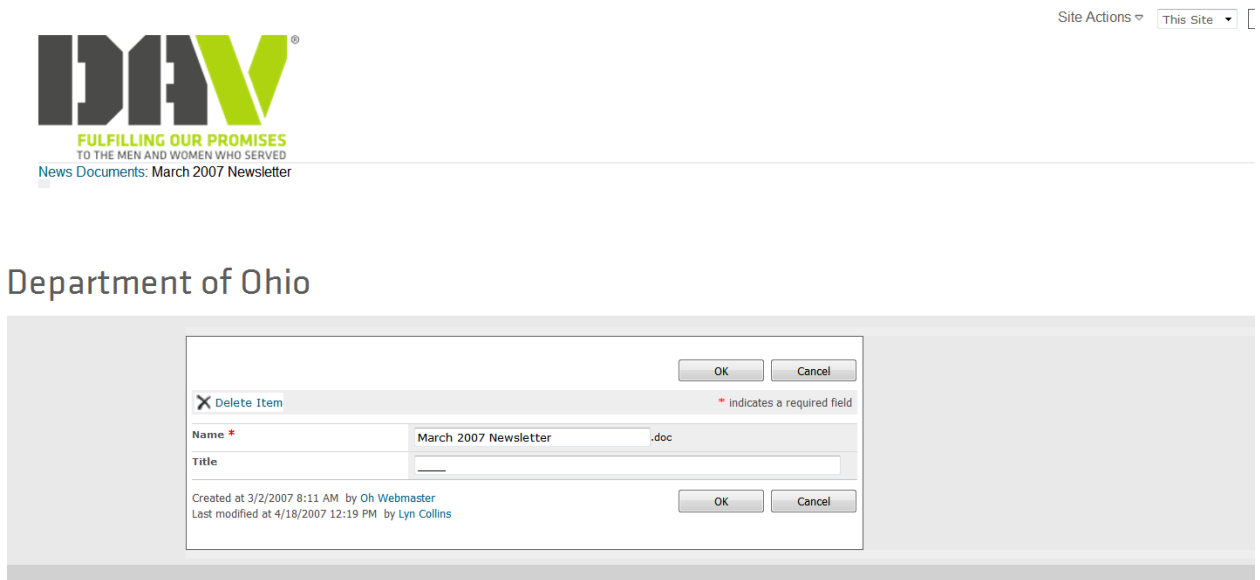 Site Actions
This Site
DAV®
FULFILLING OUR PROMISES
TO THE MEN AND WOMEN WHO SERVED
News Documents: March 2007 Newsletter
Department of Ohio
OK Cancel
Delete Item * indicates a required field
Name * March 2007 Newsletter .doc
Title ____
Created at 3/2/2007 8:11 AM by Oh Webmaster
Last modified at 4/18/2007 12:19 PM by Lyn Collins
OK Cancel